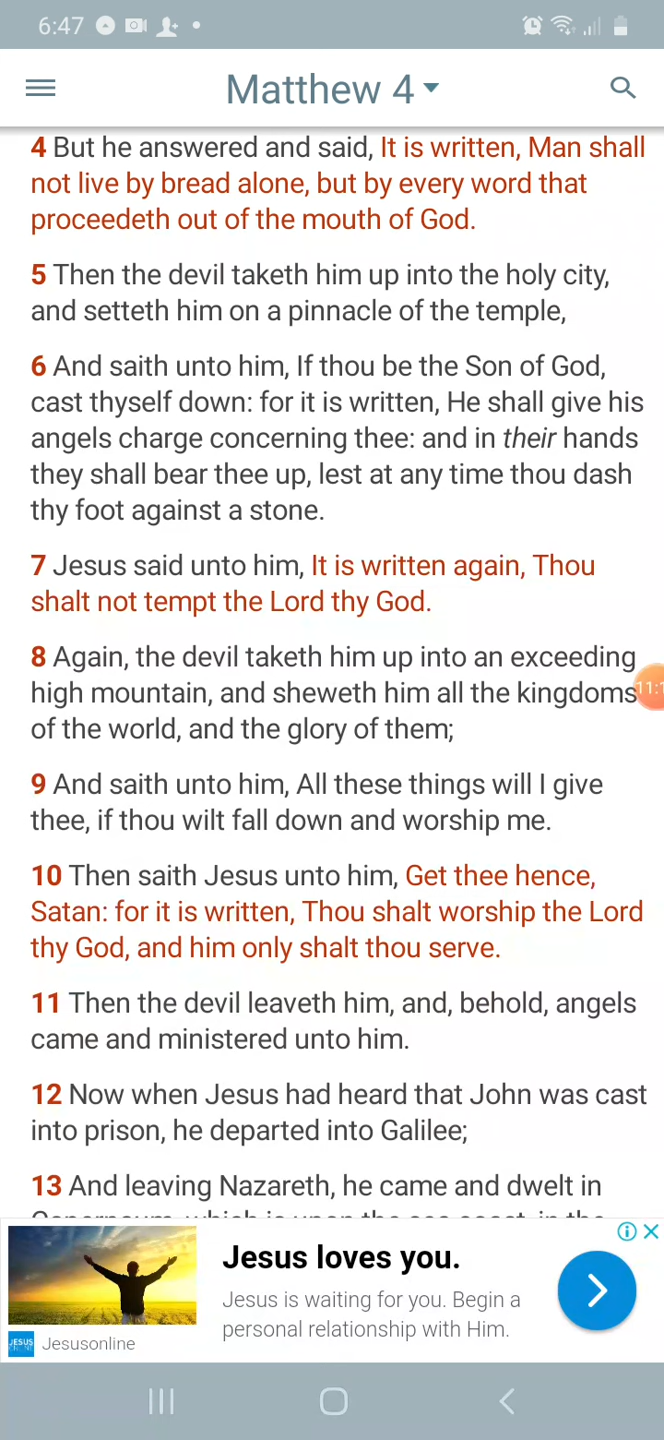 6:47
Matthew 4
4 But he answered and said, It is written, Man shall
not live by bread alone, but by every word that
proceedeth out of the mouth of God.
5 Then the devil taketh him up into the holy city,
and setteth him on a pinnacle of the temple,
6 And saith unto him, If thou be the Son of God,
cast thyself down: for it is written, He shall give his
angels charge concerning thee: and in their hands
they shall bear thee up, lest at any time thou dash
thy foot against a stone.
7 Jesus said unto him, It is written again, Thou
shalt not tempt the Lord thy God.
8 Again, the devil taketh him up into an exceeding
high mountain, and sheweth him all the kingdoms
of the world, and the glory of them;
9 And saith unto him, All these things will I give
thee, if thou wilt fall down and worship me.
10 Then saith Jesus unto him, Get thee hence,
Satan: for it is written, Thou shalt worship the Lord
thy God, and him only shalt thou serve.
11 Then the devil leaveth him, and, behold, angels
came and ministered unto him.
12 Now when Jesus had heard that John was cast
into prison, he departed into Galilee;
13 And leaving Nazareth, he came and dwelt in
Jesus loves you.
Jesus is waiting for you. Begin a
personal relationship with Him.
JESUS
Jesusonline